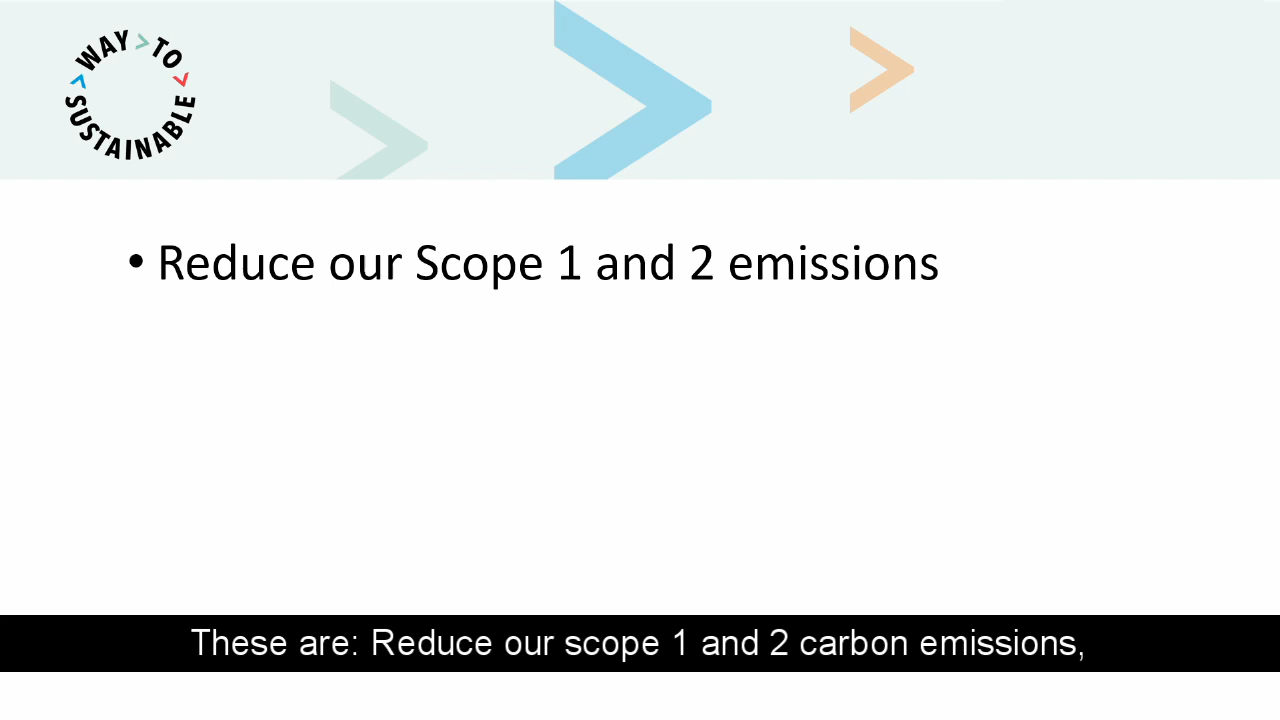 WAY > TO > SUSTAINABLE >
• Reduce our Scope 1 and 2 emissions
These are: Reduce our scope 1 and 2 carbon emissions,